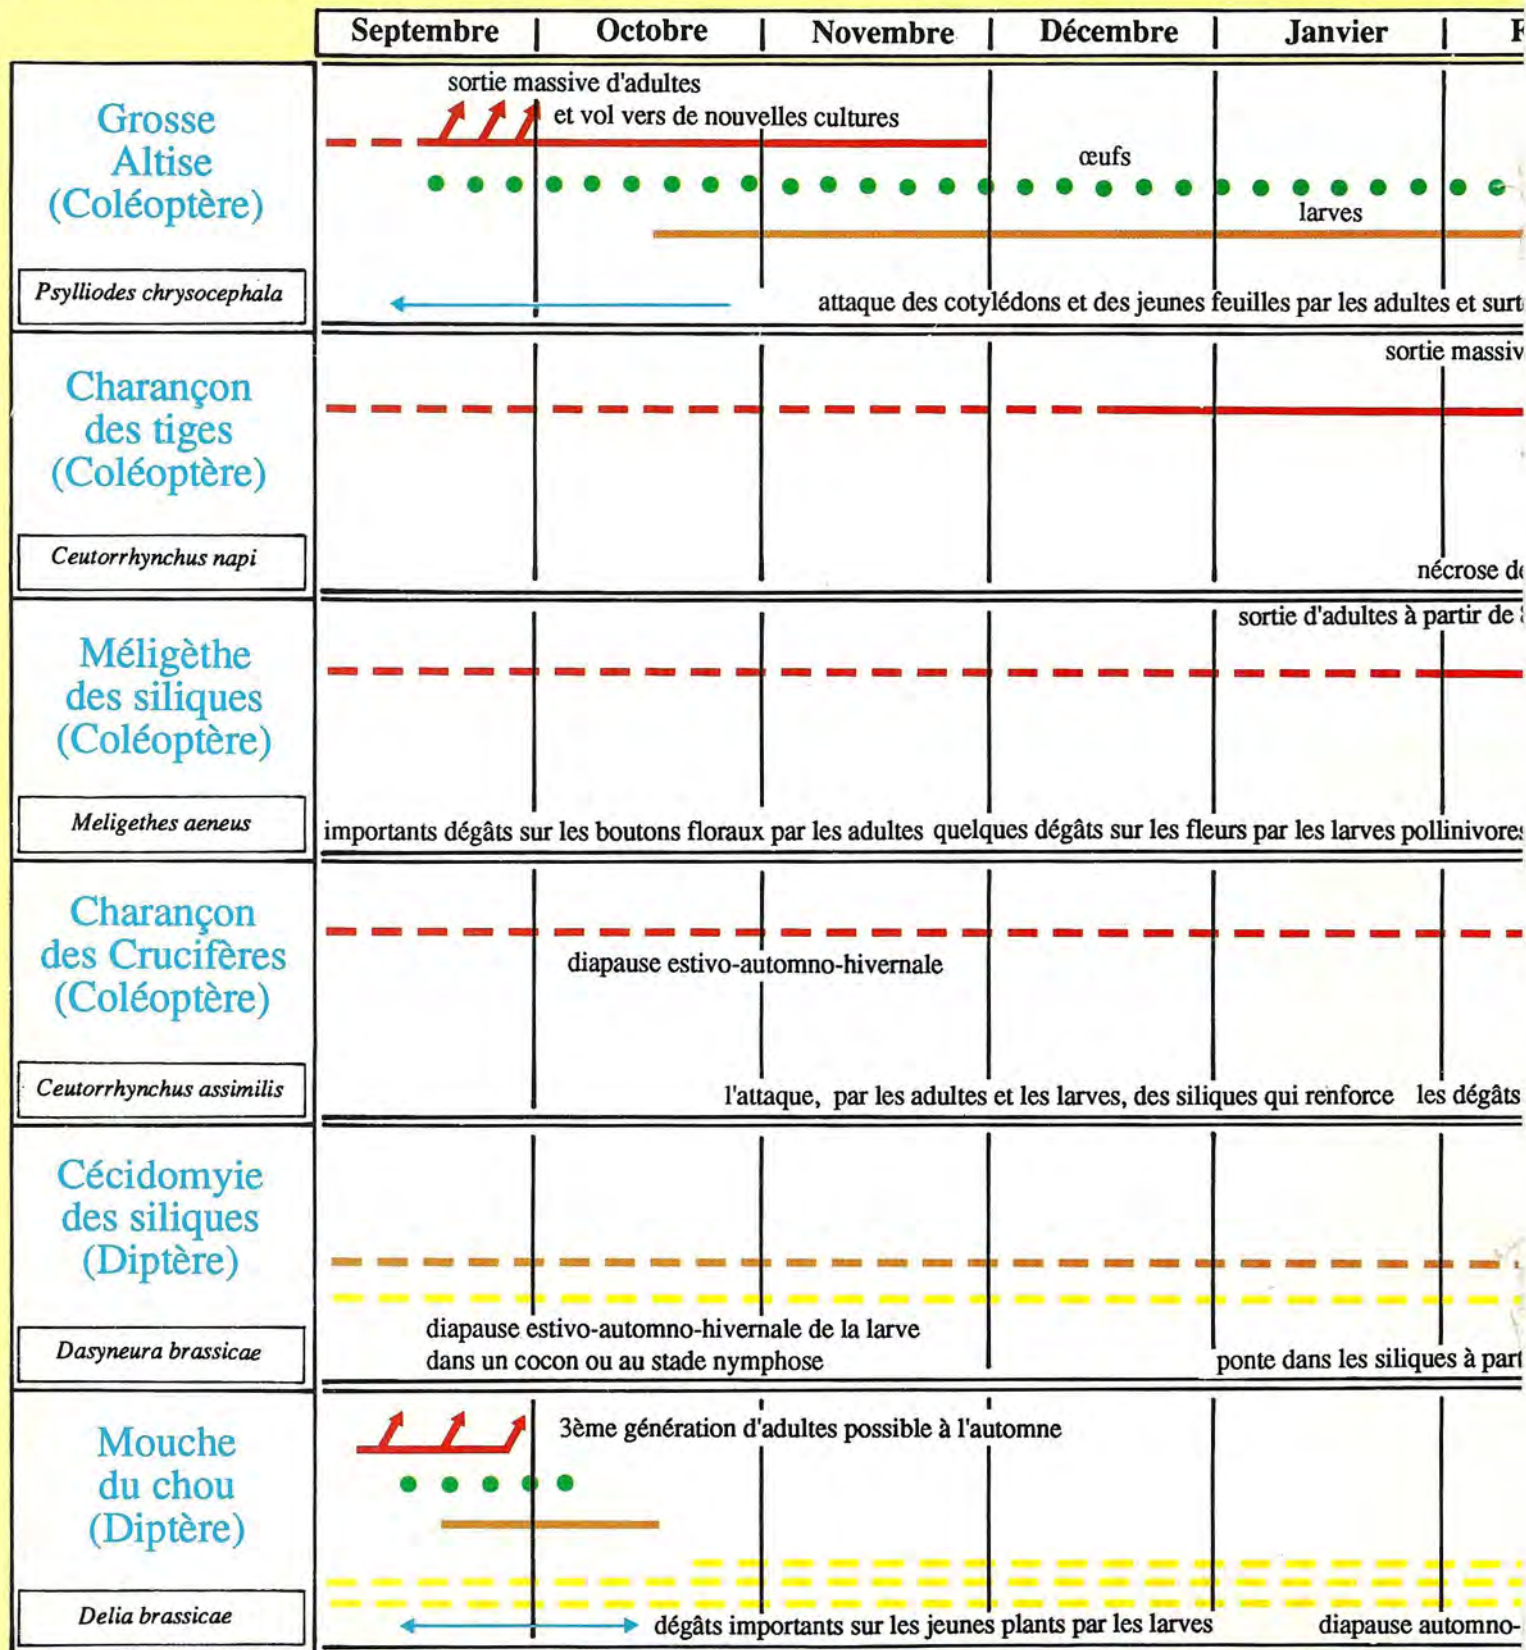 Septembre Octobre Novembre Décembre Janvier
Grosse
Altise
(Coléoptère)
Psylliodes chrysocephala
sortie massive d'adultes
et vol vers de nouvelles cultures
œufs
larves
attaque des cotylédons et des jeunes feuilles par les adultes et surt
Charançon
des tiges
(Coléoptère)
Ceutorrhynchus napi
sortie massiv
nécrose de
Méligèthe
des siliques
(Coléoptère)
Meligethes aeneus
sortie d'adultes à partir de
importants dégâts sur les boutons floraux par les adultes quelques dégâts sur les fleurs par les larves pollinivores
Charançon
des Crucifères
(Coléoptère)
Ceutorrhynchus assimilis
diapause estivo-automno-hivernale
l'attaque, par les adultes et les larves, des siliques qui renforce les dégâts
Cécidomyie
des siliques
(Diptère)
Dasyneura brassicae
diapause estivo-automno-hivernale de la larve
dans un cocon ou au stade nymphose
ponte dans les siliques à part
Mouche
du chou
(Diptère)
Delia brassicae
3ème génération d'adultes possible à l'automne
dégâts importants sur les jeunes plants par les larves
diapause automno-